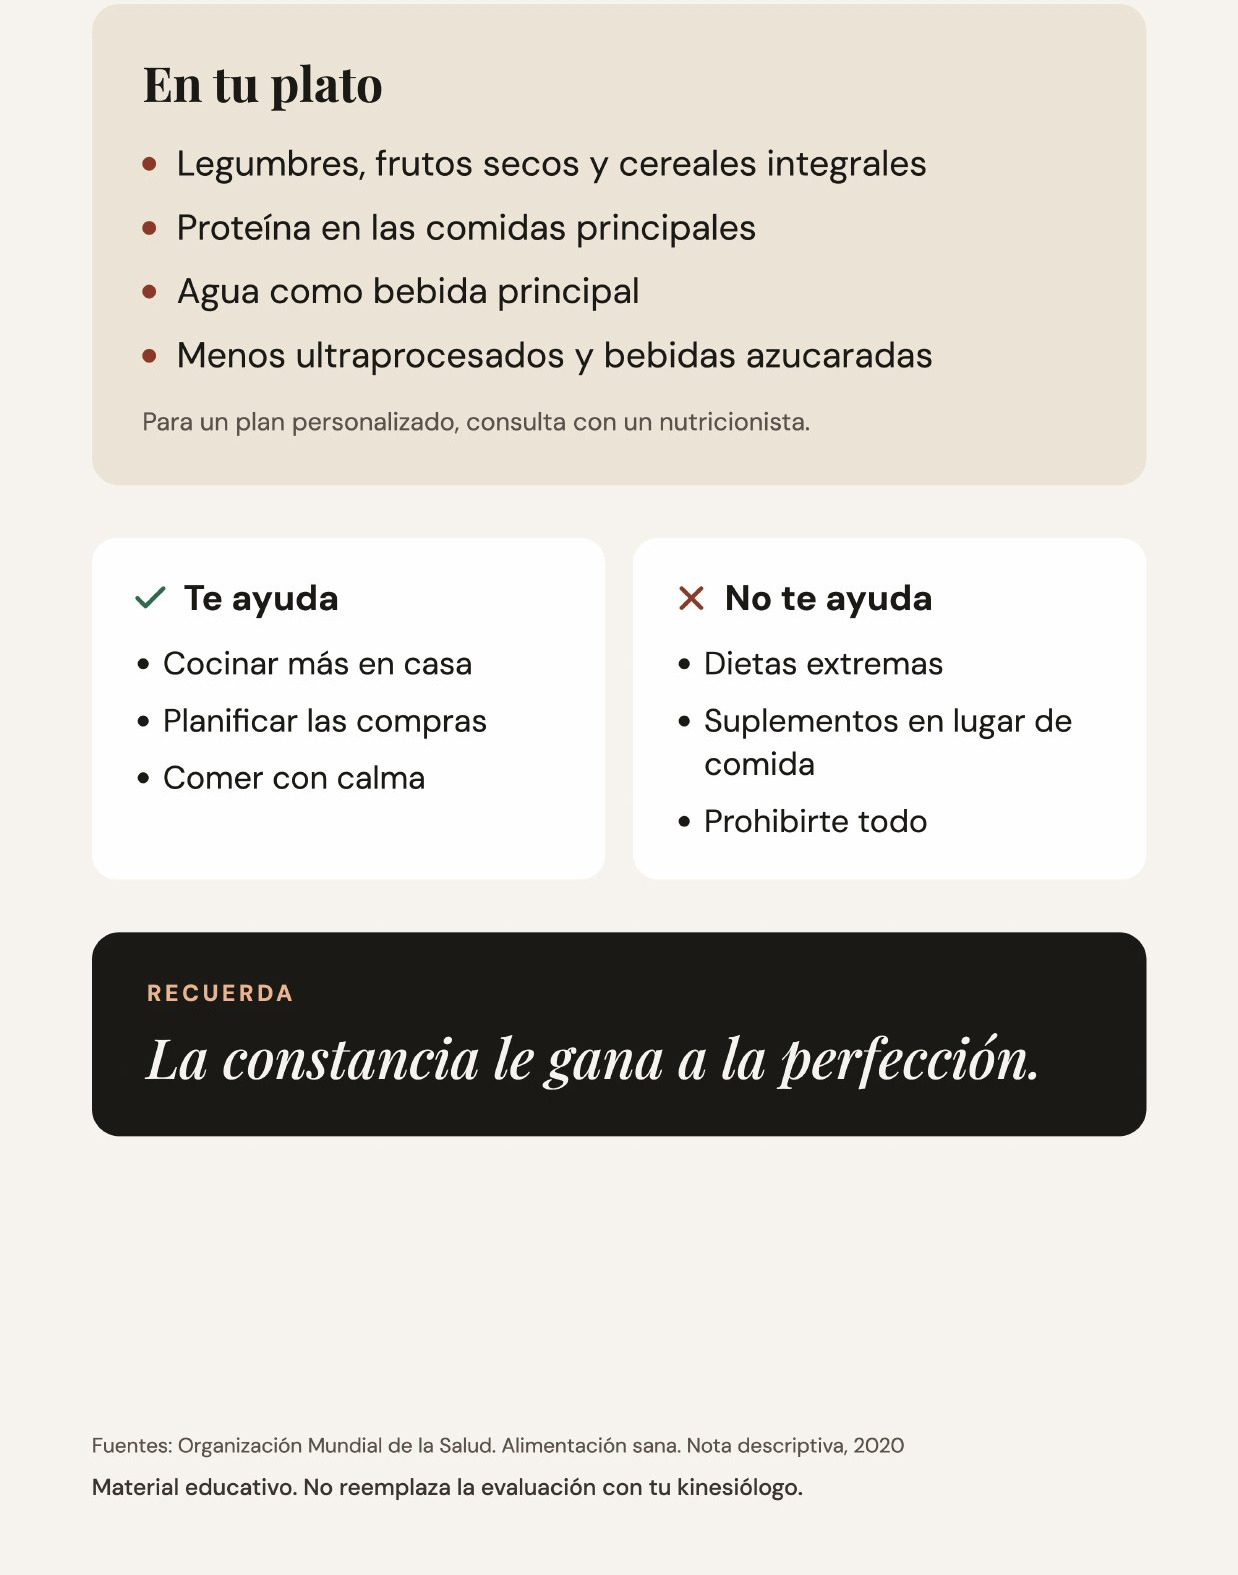 En tu plato
Legumbres, frutos secos y cereales integrales
Proteína en las comidas principales
Agua como bebida principal
Menos ultraprocesados y bebidas azucaradas
Para un plan personalizado, consulta con un nutricionista.
Te ayuda
Cocinar más en casa
Planificar las compras
Comer con calma
No te ayuda
Dietas extremas
Suplementos en lugar de
comida
Prohibirte todo
RECUERDA
La constancia le gana a la perfección.
Fuentes: Organización Mundial de la Salud. Alimentación sana. Nota descriptiva, 2020
Material educativo. No reemplaza la evaluación con tu kinesiólogo.